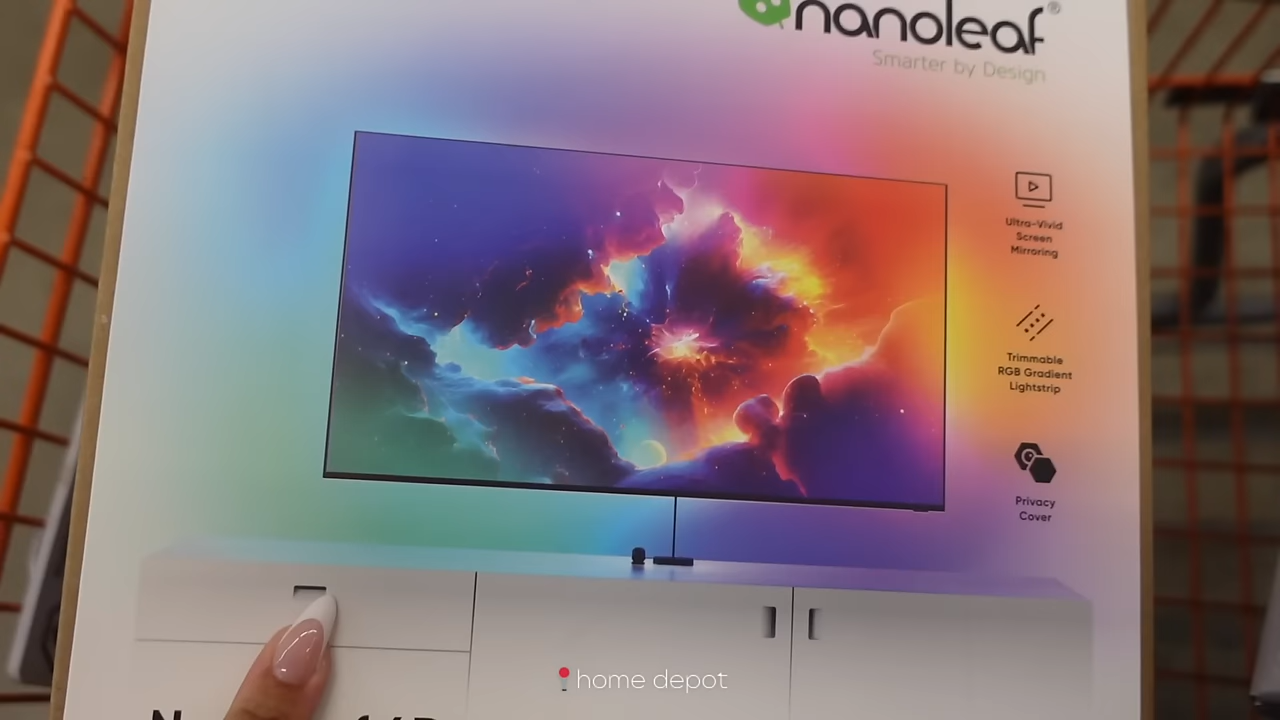 nanoleaf®
Smarter by Design
Ultra-Vivid
Screen
Mirroring
Trimmable
RGB Gradient
Lightstrip
Privacy
Cover
home depot